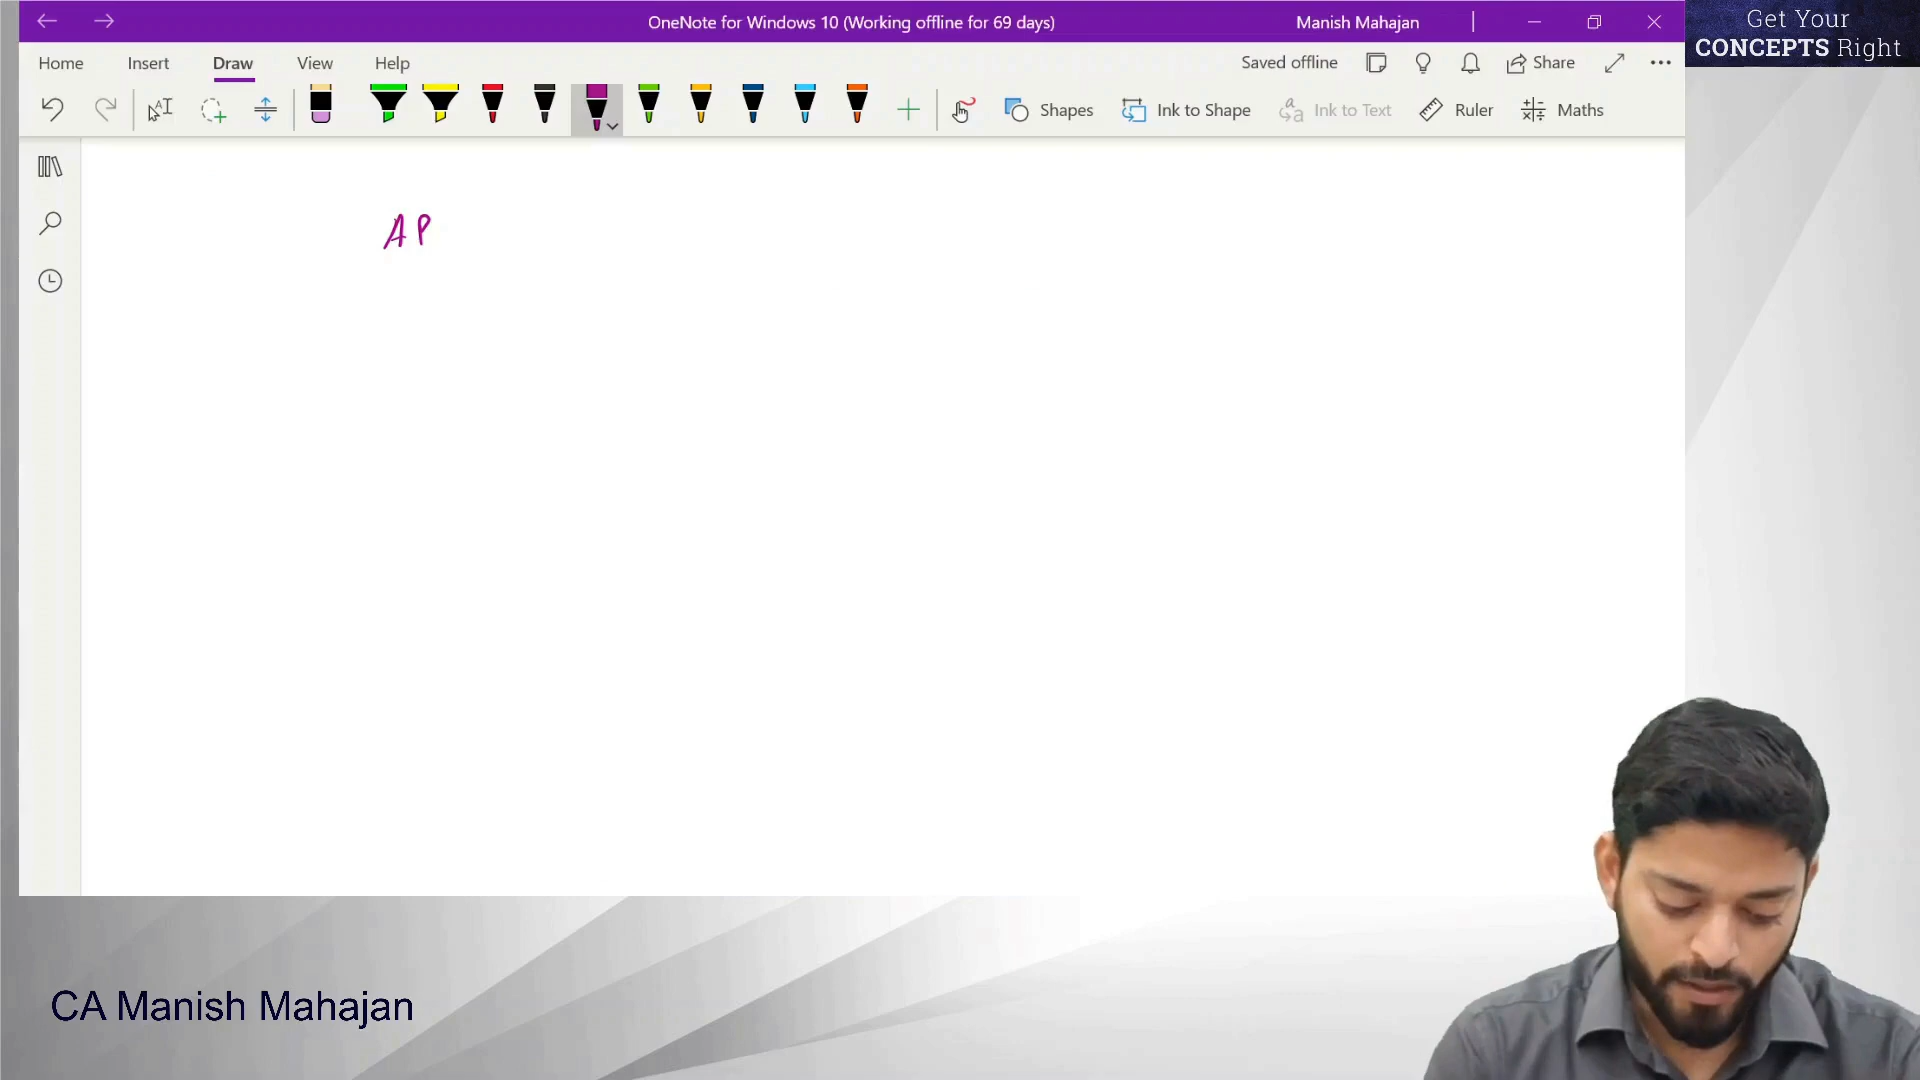 OneNote for Windows 10 (Working offline for 69 days)
Manish Mahajan
Get Your
CONCEPTS Right
Home Insert Draw View Help
Saved offline
Share
Shapes
Ink to Shape
Ink to Text
Ruler
Maths
AP
CA Manish Mahajan